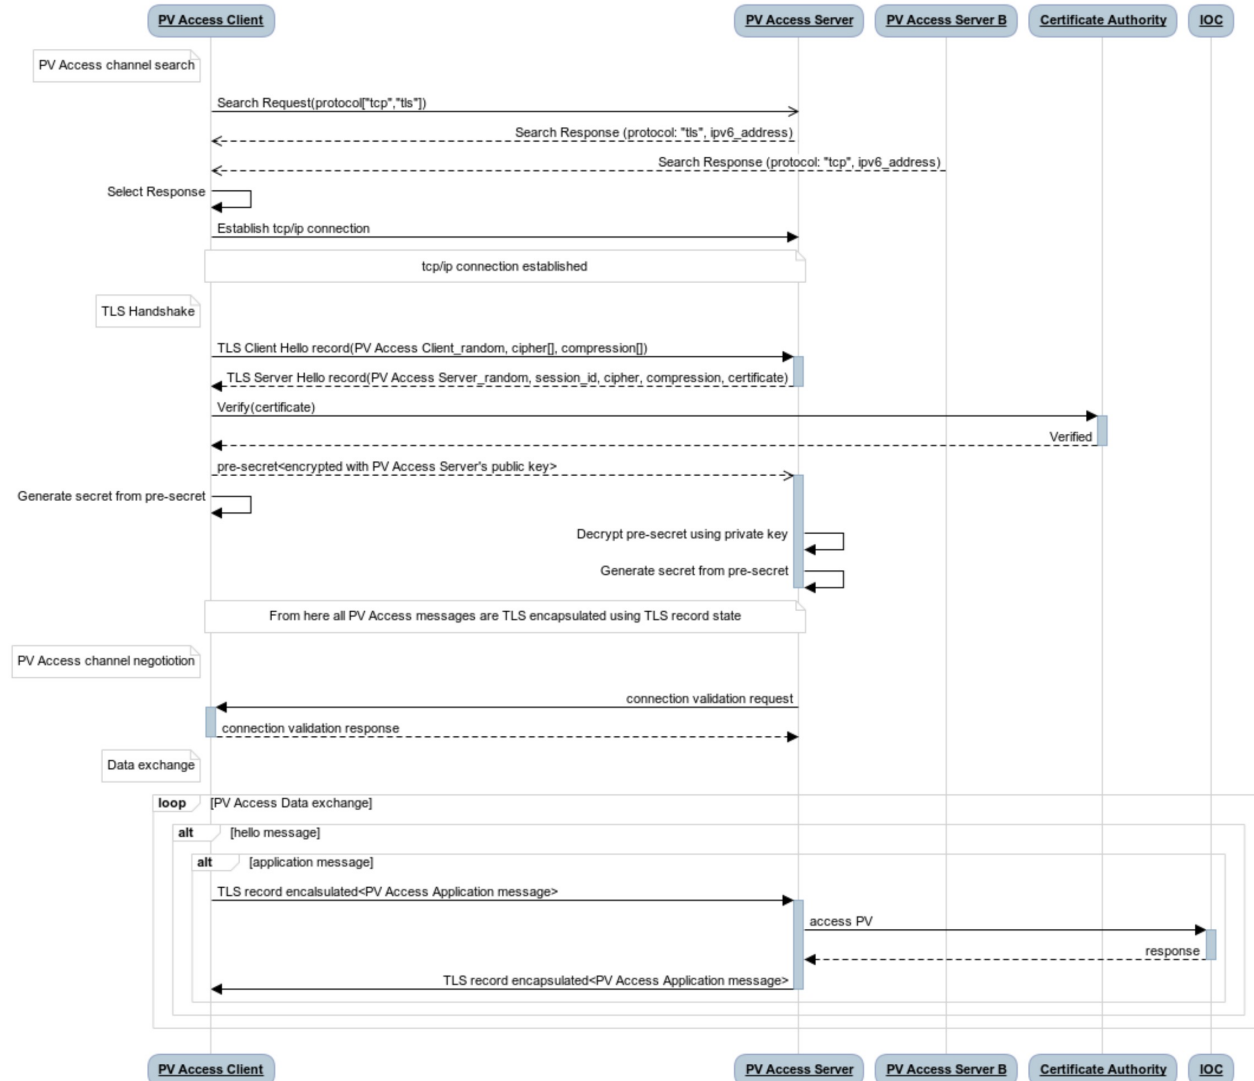 PV Access Client
PV Access Server
PV Access Server B
Certificate Authority
IOC
PV Access channel search
Search Request(protocol["tcp","tls"])
Search Response (protocol: "tls", ipv6_address)
Search Response (protocol: "tcp", ipv6_address)
Select Response
Establish tcp/ip connection
tcp/ip connection established
TLS Handshake
TLS Client Hello record(PV Access Client_random, cipher[], compression[])
TLS Server Hello record(PV Access Server_random, session_id, cipher, compression, certificate)
Verify(certificate)
Verified
pre-secret<encrypted with PV Access Server's public key>
Generate secret from pre-secret
Decrypt pre-secret using private key
Generate secret from pre-secret
From here all PV Access messages are TLS encapsulated using TLS record state
PV Access channel negotiotion
connection validation request
connection validation response
Data exchange
loop [PV Access Data exchange]
alt [hello message]
alt [application message]
TLS record encalsulated<PV Access Application message>
access PV
response
TLS record encapsulated<PV Access Application message>
PV Access Client
PV Access Server
PV Access Server B
Certificate Authority
IOC